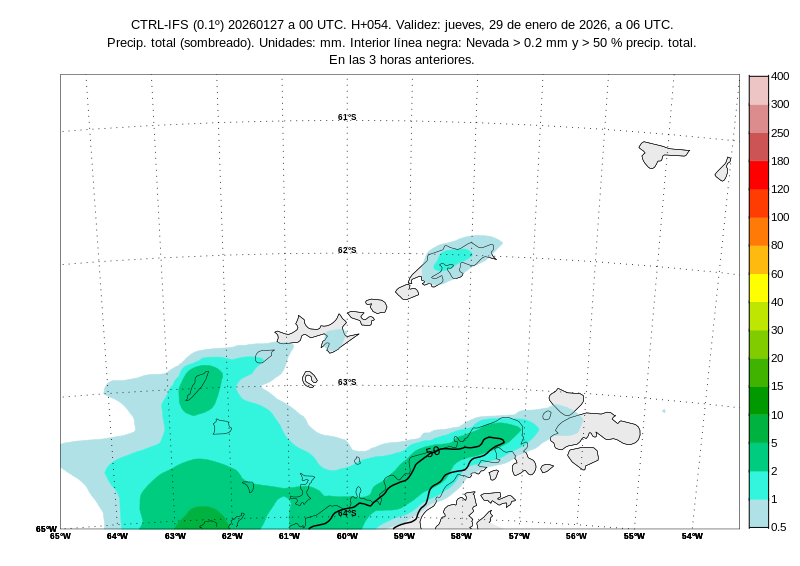 CTRL-IFS (0.1º) 20260127 a 00 UTC. H+054. Validez: jueves, 29 de enero de 2026, a 06 UTC.
Precip. total (sombreado). Unidades: mm. Interior línea negra: Nevada > 0.2 mm y > 50 % precip. total.
En las 3 horas anteriores.
400
300
250
180
120
100
80
60
40
30
20
15
10
5
2
1
0.5
61°S
62°S
63°S
64°S
50
65°W
65°W 64°W 63°W 62°W 61°W 60°W 59°W 58°W 57°W 56°W 55°W 54°W